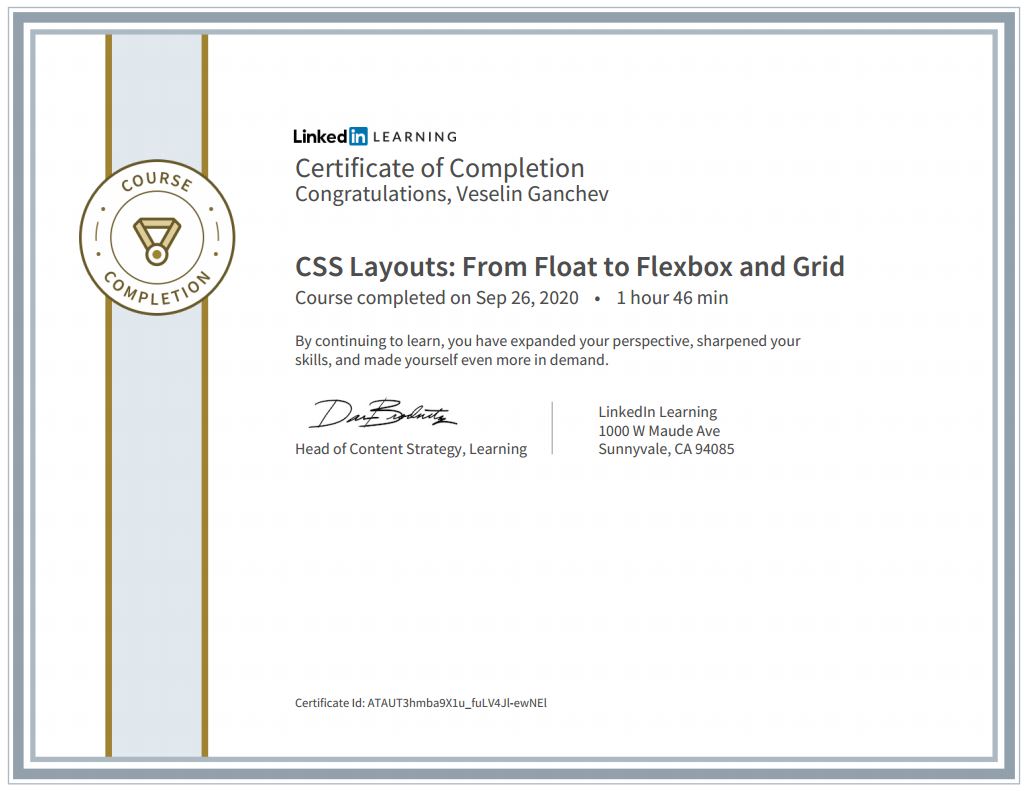 COURSE
COMPLETION
Linked in LEARNING
Certificate of Completion
Congratulations, Veselin Ganchev
CSS Layouts: From Float to Flexbox and Grid
Course completed on Sep 26, 2020 • 1 hour 46 min
By continuing to learn, you have expanded your perspective, sharpened your
skills, and made yourself even more in demand.
Head of Content Strategy, Learning
LinkedIn Learning
1000 W Maude Ave
Sunnyvale, CA 94085
Certificate Id: ATAUT3hmba9X1u_fuLV4Jl-ewNEl